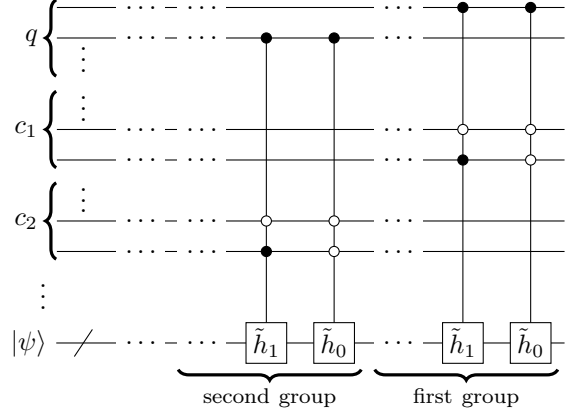 q
c₁
c₂
|ψ⟩
h̃₁ h̃₀ h̃₁ h̃₀
second group first group